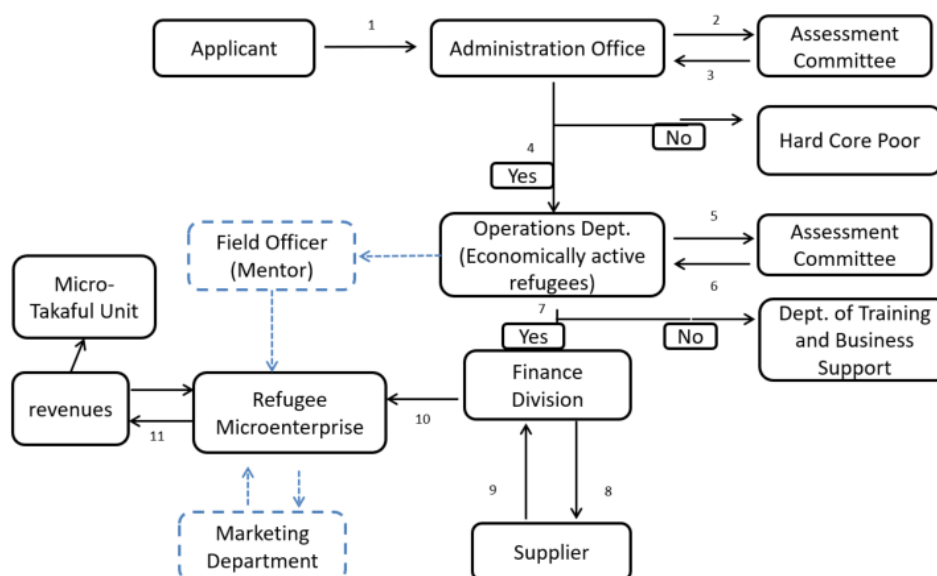 1
2
Applicant
Administration Office
Assessment
Committee
3
No
Hard Core Poor
4
Yes
Field Officer
(Mentor)
Operations Dept.
(Economically active
refugees)
5
Assessment
Committee
6
Micro-
Takaful Unit
7
Yes
No
Dept. of Training
and Business
Support
Finance
Division
revenues
Refugee
Microenterprise
10
11
9
8
Marketing
Department
Supplier